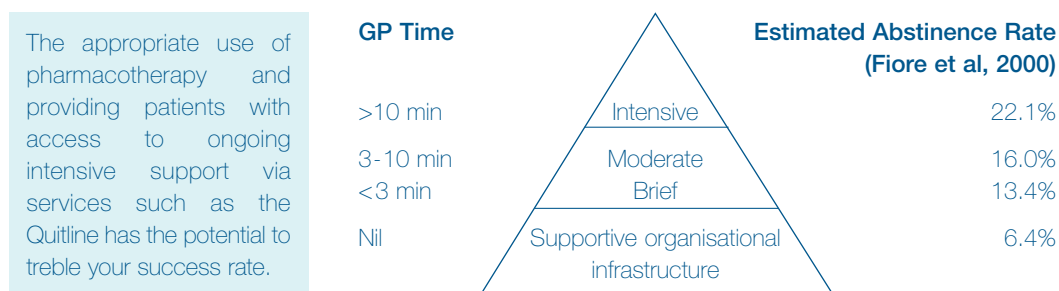 The appropriate use of
pharmacotherapy and
providing patients with
access to ongoing
intensive support via
services such as the
Quitline has the potential to
treble your success rate.
GP Time
Estimated Abstinence Rate
(Fiore et al, 2000)
>10 min Intensive 22.1%
3-10 min Moderate 16.0%
<3 min Brief 13.4%
Nil Supportive organisational 6.4%
infrastructure